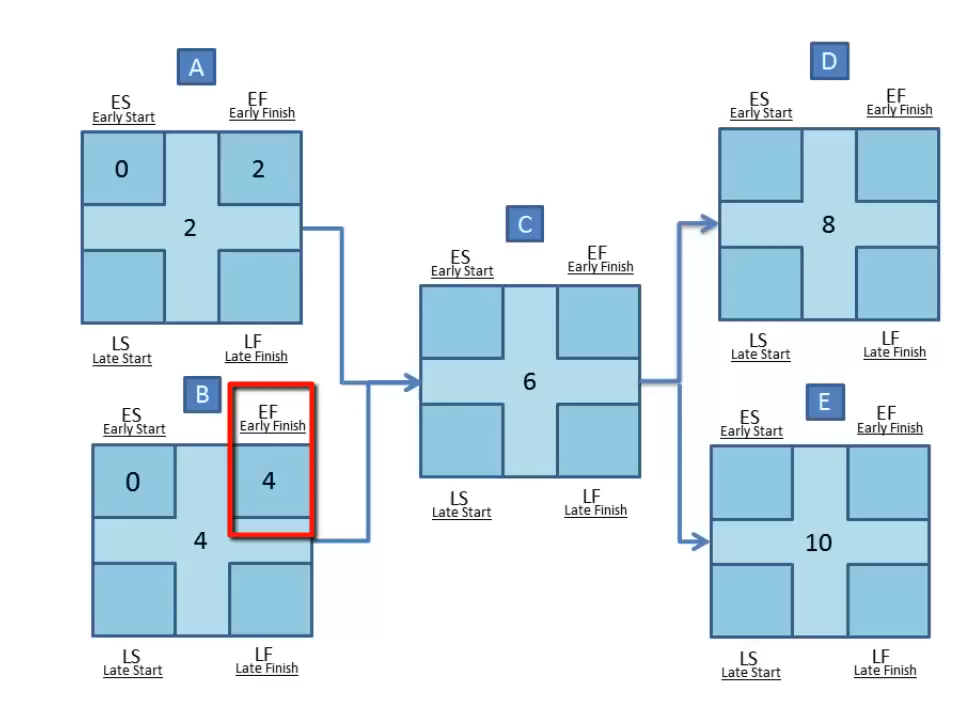 A
ES
Early Start
EF
Early Finish
0
2
2
LS
Late Start
LF
Late Finish
B
ES
Early Start
EF
Early Finish
0
4
4
LS
Late Start
LF
Late Finish
C
ES
Early Start
EF
Early Finish
6
LS
Late Start
LF
Late Finish
D
ES
Early Start
EF
Early Finish
8
LS
Late Start
LF
Late Finish
E
ES
Early Start
EF
Early Finish
10
LS
Late Start
LF
Late Finish